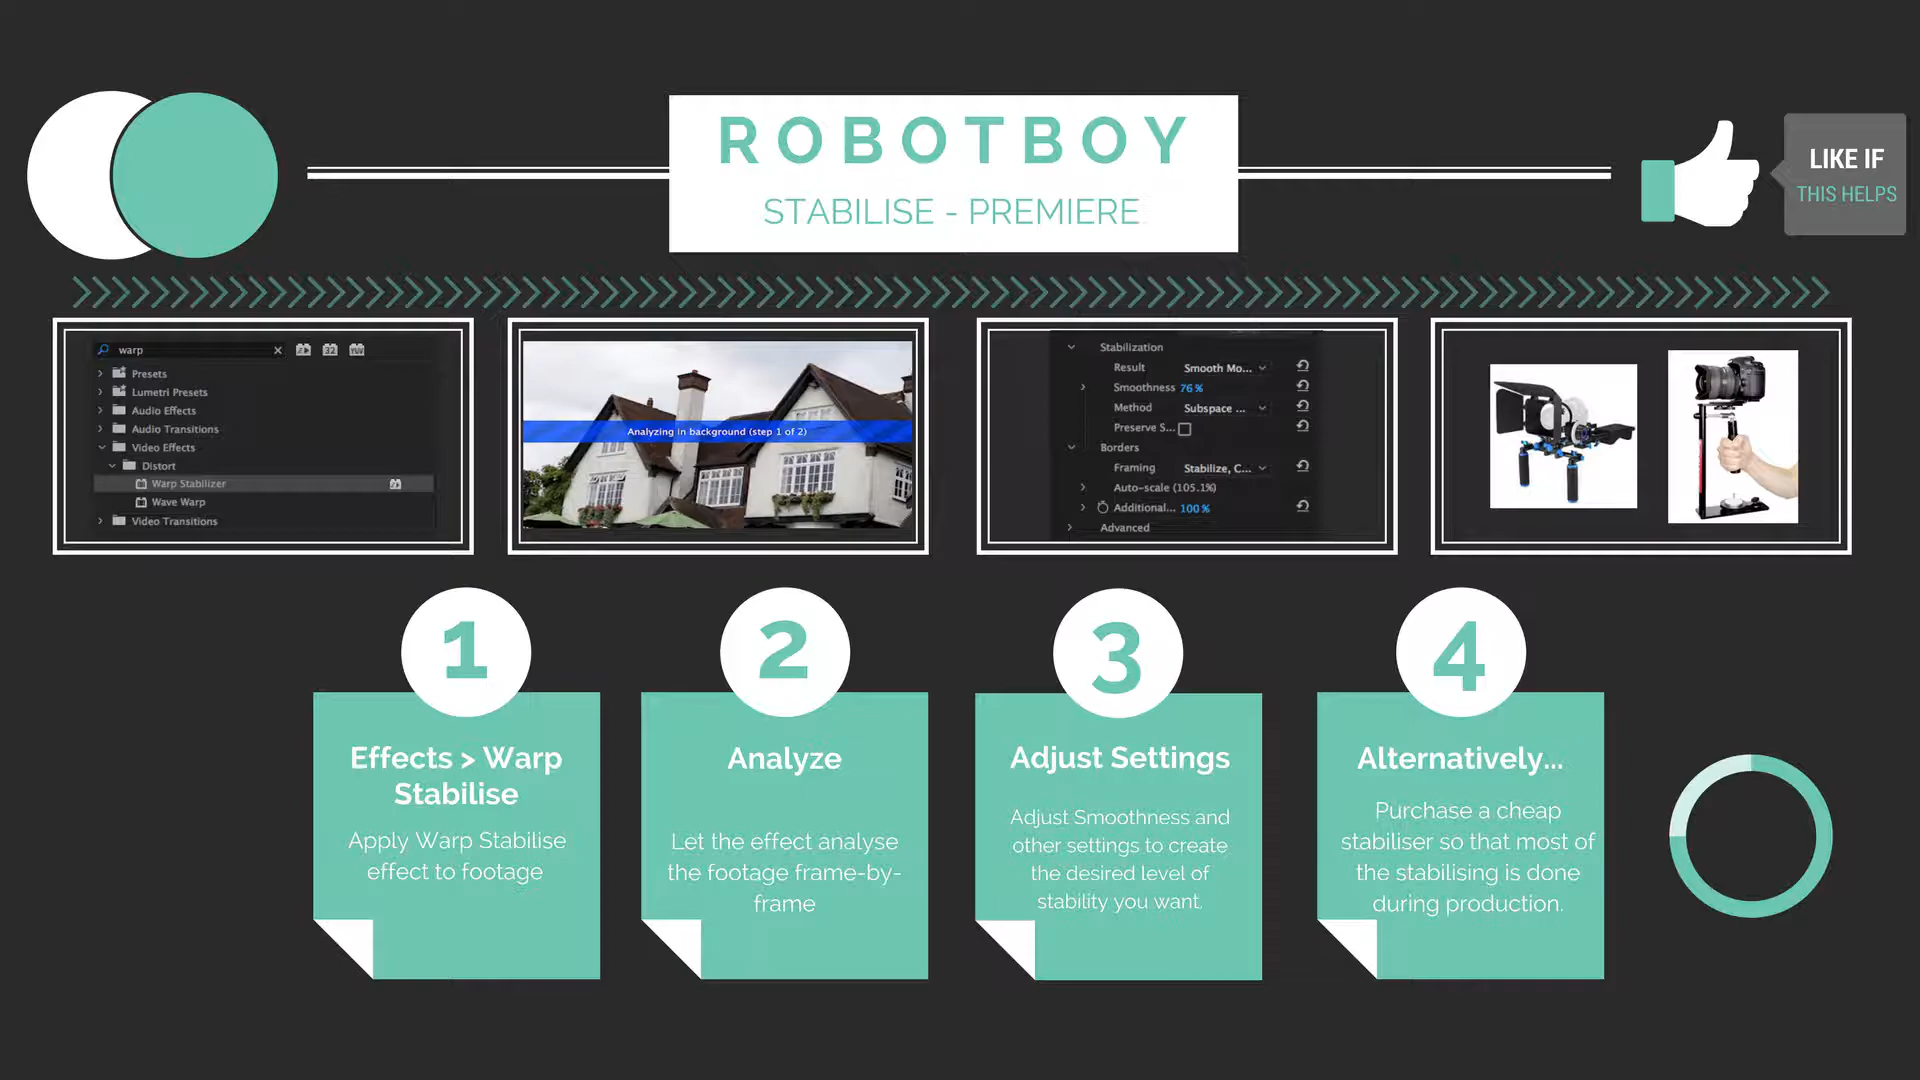 ROBOTBOY
STABILISE - PREMIERE
LIKE IF
THIS HELPS
warp
Presets
Lumetri Presets
Audio Effects
Audio Transitions
Video Effects
Distort
Warp Stabilizer
Wave Warp
Video Transitions
Analyzing in background (step 1 of 2)
Stabilization
Result Smooth Mo...
Smoothness 76 %
Method Subspace ...
Preserve S...
Borders
Framing Stabilize, C...
Auto-scale (105.1%)
Additional... 100 %
Advanced
1
Effects > Warp
Stabilise
Apply Warp Stabilise
effect to footage
2
Analyze
Let the effect analyse
the footage frame-by-
frame
3
Adjust Settings
Adjust Smoothness and
other settings to create
the desired level of
stability you want.
4
Alternatively...
Purchase a cheap
stabiliser so that most of
the stabilising is done
during production.